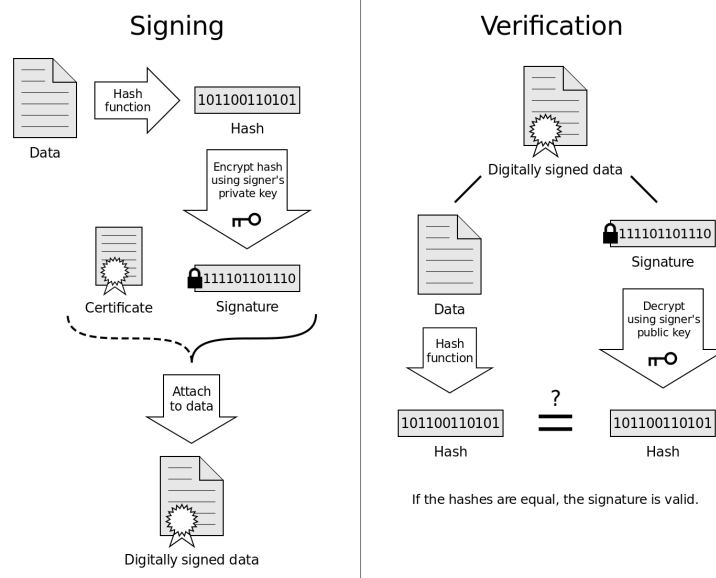 Signing
Data
Hash
function
101100110101
Hash
Encrypt hash
using signer's
private key
Certificate
111101101110
Signature
Attach
to data
Digitally signed data
Verification
Digitally signed data
Data
Hash
function
101100110101
Hash
111101101110
Signature
Decrypt
using signer's
public key
?
=
101100110101
Hash
If the hashes are equal, the signature is valid.